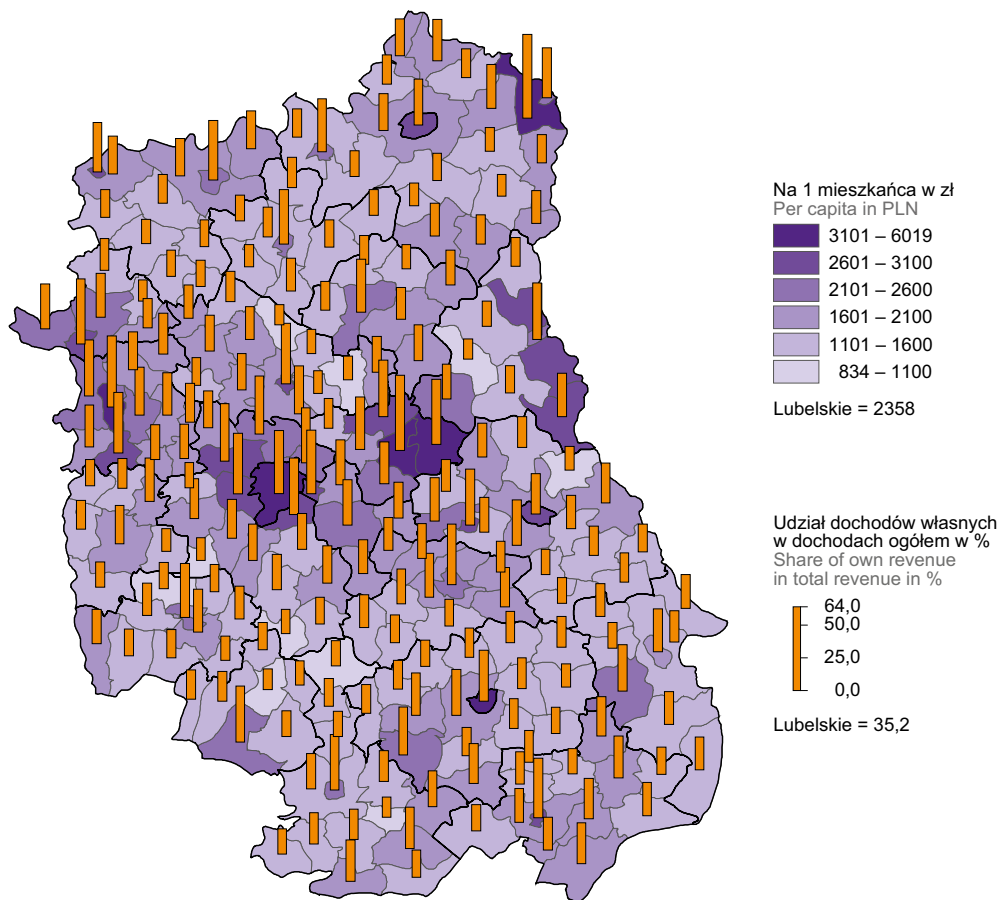 Na 1 mieszkańca w zł
Per capita in PLN
3101 – 6019
2601 – 3100
2101 – 2600
1601 – 2100
1101 – 1600
834 – 1100
Lubelskie = 2358
Udział dochodów własnych
w dochodach ogółem w %
Share of own revenue
in total revenue in %
64,0
50,0
25,0
0,0
Lubelskie = 35,2